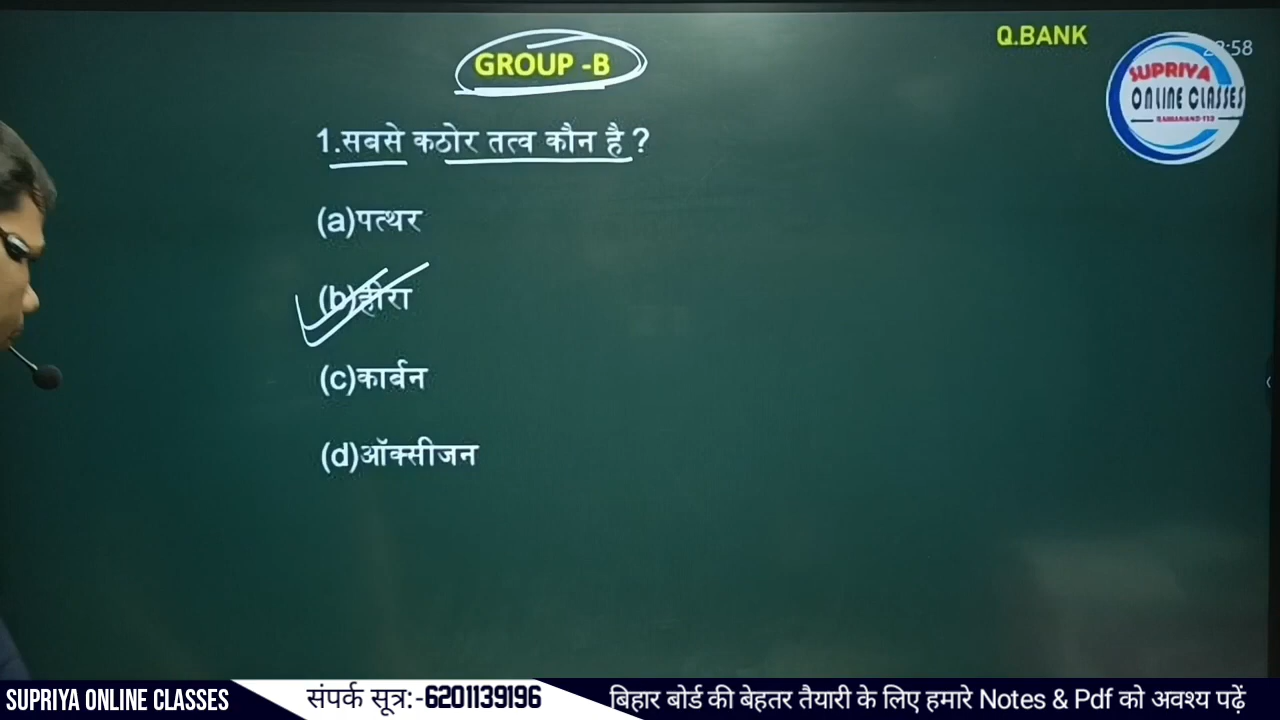 Q.BANK
GROUP -B
:58
SUPRIYA
ONLINE CLASSES
1.सबसे कठोर तत्व कौन है ?
(a)पत्थर
(b)हीरा
(c)कार्बन
(d)ऑक्सीजन
SUPRIYA ONLINE CLASSES
संपर्क सूत्र:-6201139196
बिहार बोर्ड की बेहतर तैयारी के लिए हमारे Notes & Pdf को अवश्य पढ़ें